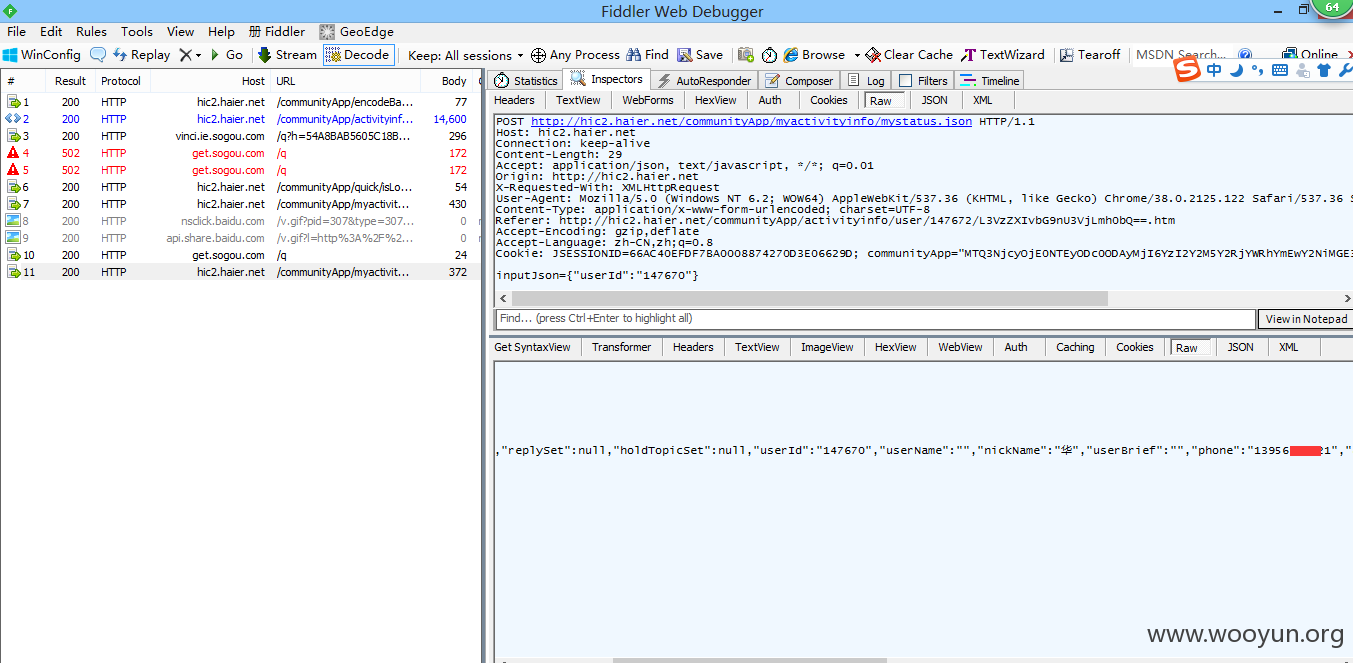 Fiddler Web Debugger
64
File Edit Rules Tools View Help Fiddler GeoEdge
WinConfig Replay Go Stream Decode Keep: All sessions Any Process Find Save Browse Clear Cache TextWizard Tearoff MSDN Search... Online
中
# Result Protocol Host URL Body
1 200 HTTP hic2.haier.net /communityApp/encodeBa... 77
2 200 HTTP hic2.haier.net /communityApp/activityinf... 14,600
3 200 HTTP vinci.ie.sogou.com /q?h=54A8BAB5605C18B... 296
4 502 HTTP get.sogou.com /q 172
5 502 HTTP get.sogou.com /q 172
6 200 HTTP hic2.haier.net /communityApp/quick/isLo... 54
7 200 HTTP hic2.haier.net /communityApp/myactivit... 430
8 200 HTTP nsclick.baidu.com /v.gif?pid=307&type=307... 0
9 200 HTTP api.share.baidu.com /v.gif?l=http%3A%2F%2... 0
10 200 HTTP get.sogou.com /q 24
11 200 HTTP hic2.haier.net /communityApp/myactivit... 372
Statistics Inspectors AutoResponder Composer Log Filters Timeline
Headers TextView WebForms HexView Auth Cookies Raw JSON XML
POST http://hic2.haier.net/communityApp/myactivityinfo/mystatus.json HTTP/1.1
Host: hic2.haier.net
Connection: keep-alive
Content-Length: 29
Accept: application/json, text/javascript, */*; q=0.01
Origin: http://hic2.haier.net
X-Requested-With: XMLHttpRequest
User-Agent: Mozilla/5.0 (Windows NT 6.2; WOW64) AppleWebKit/537.36 (KHTML, like Gecko) Chrome/38.0.2125.122 Safari/537.36 S
Content-Type: application/x-www-form-urlencoded; charset=UTF-8
Referer: http://hic2.haier.net/communityApp/activityinfo/user/147672/L3VzZXIvbG9nU3VjLmh0bQ==.htm
Accept-Encoding: gzip,deflate
Accept-Language: zh-CN,zh;q=0.8
Cookie: JSESSIONID=66AC40EFDF7BA0008874270D3E06629D; communityApp="MTQ3NjcyOjE0NTEyODc0ODAyMjI6YzI2Y2M5Y2RjYWRhYmEwY2NiMGE3
inputJson={"userId":"147670"}
Find... (press Ctrl+Enter to highlight all) View in Notepad
Get SyntaxView Transformer Headers TextView ImageView HexView WebView Auth Caching Cookies Raw JSON XML
,"replySet":null,"holdTopicSet":null,"userId":"147670","userName":"","nickName":"华","userBrief":"","phone":"13956 21","
www.wooyun.org